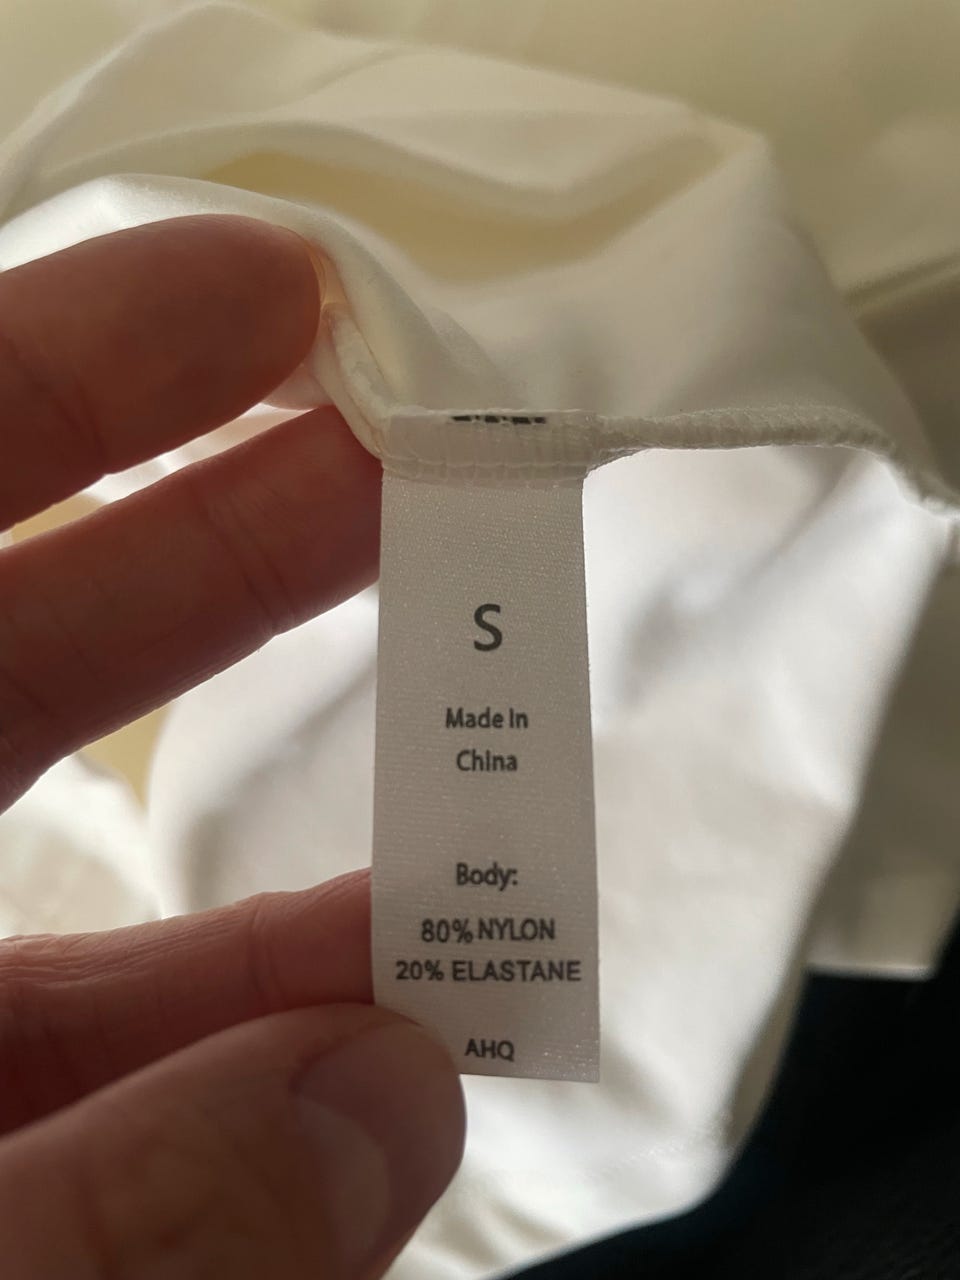 S
Made In
China
Body:
80% NYLON
20% ELASTANE
AHQ